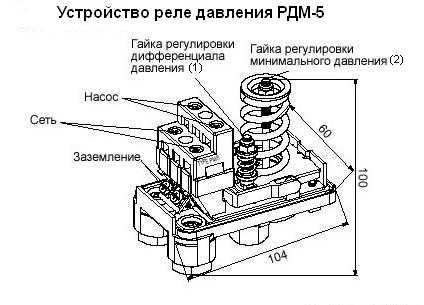 Устройство реле давления РДМ-5
Гайка регулировки
дифференциала
давления (1)
Гайка регулировки
минимального давления (2)
Насос
Сеть
Заземление
60
100
104